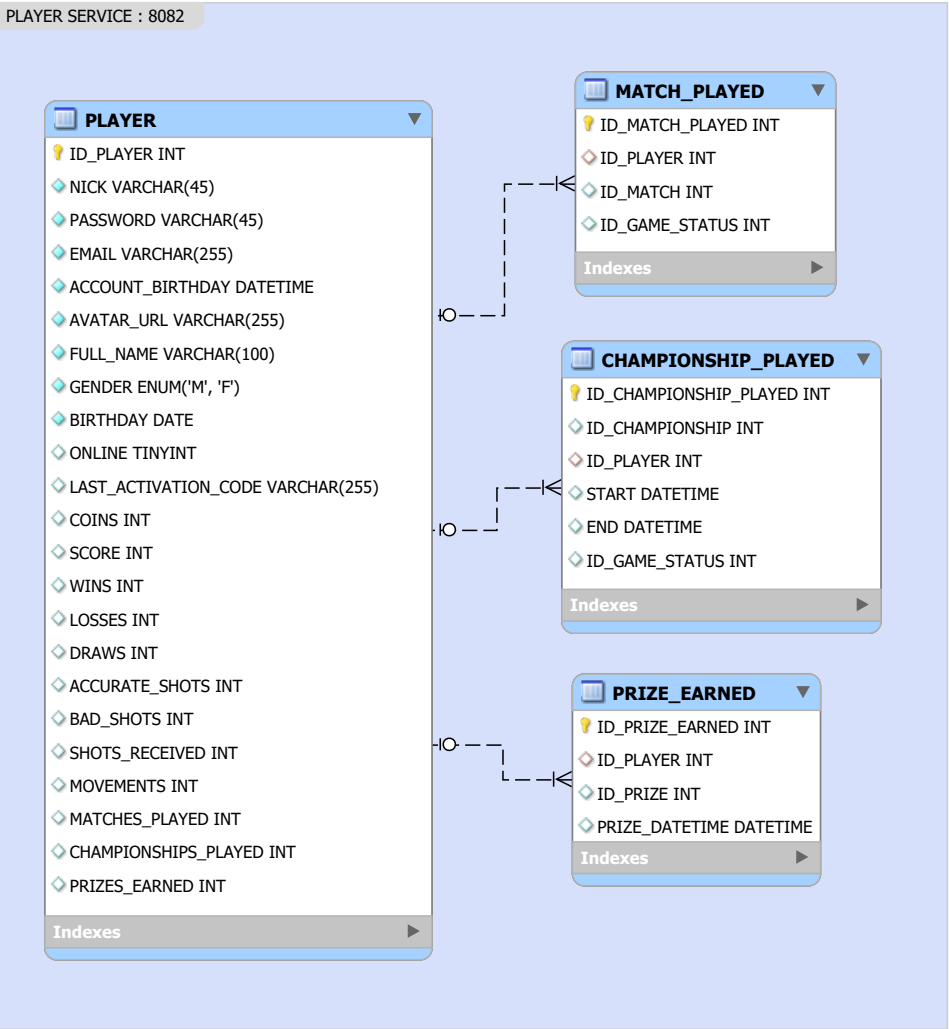 PLAYER SERVICE : 8082
PLAYER
ID_PLAYER INT
NICK VARCHAR(45)
PASSWORD VARCHAR(45)
EMAIL VARCHAR(255)
ACCOUNT_BIRTHDAY DATETIME
AVATAR_URL VARCHAR(255)
FULL_NAME VARCHAR(100)
GENDER ENUM('M', 'F')
BIRTHDAY DATE
ONLINE TINYINT
LAST_ACTIVATION_CODE VARCHAR(255)
COINS INT
SCORE INT
WINS INT
LOSSES INT
DRAWS INT
ACCURATE_SHOTS INT
BAD_SHOTS INT
SHOTS_RECEIVED INT
MOVEMENTS INT
MATCHES_PLAYED INT
CHAMPIONSHIPS_PLAYED INT
PRIZES_EARNED INT
Indexes
MATCH_PLAYED
ID_MATCH_PLAYED INT
ID_PLAYER INT
ID_MATCH INT
ID_GAME_STATUS INT
Indexes
CHAMPIONSHIP_PLAYED
ID_CHAMPIONSHIP_PLAYED INT
ID_CHAMPIONSHIP INT
ID_PLAYER INT
START DATETIME
END DATETIME
ID_GAME_STATUS INT
Indexes
PRIZE_EARNED
ID_PRIZE_EARNED INT
ID_PLAYER INT
ID_PRIZE INT
PRIZE_DATETIME DATETIME
Indexes